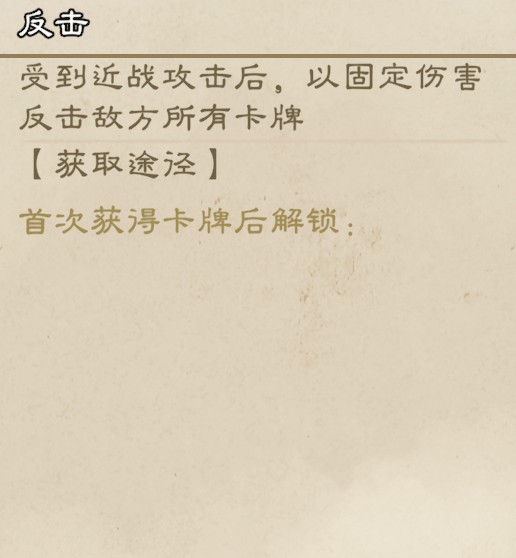 反击
受到近战攻击后，以固定伤害
反击敌方所有卡牌
【获取途径】
首次获得卡牌后解锁：